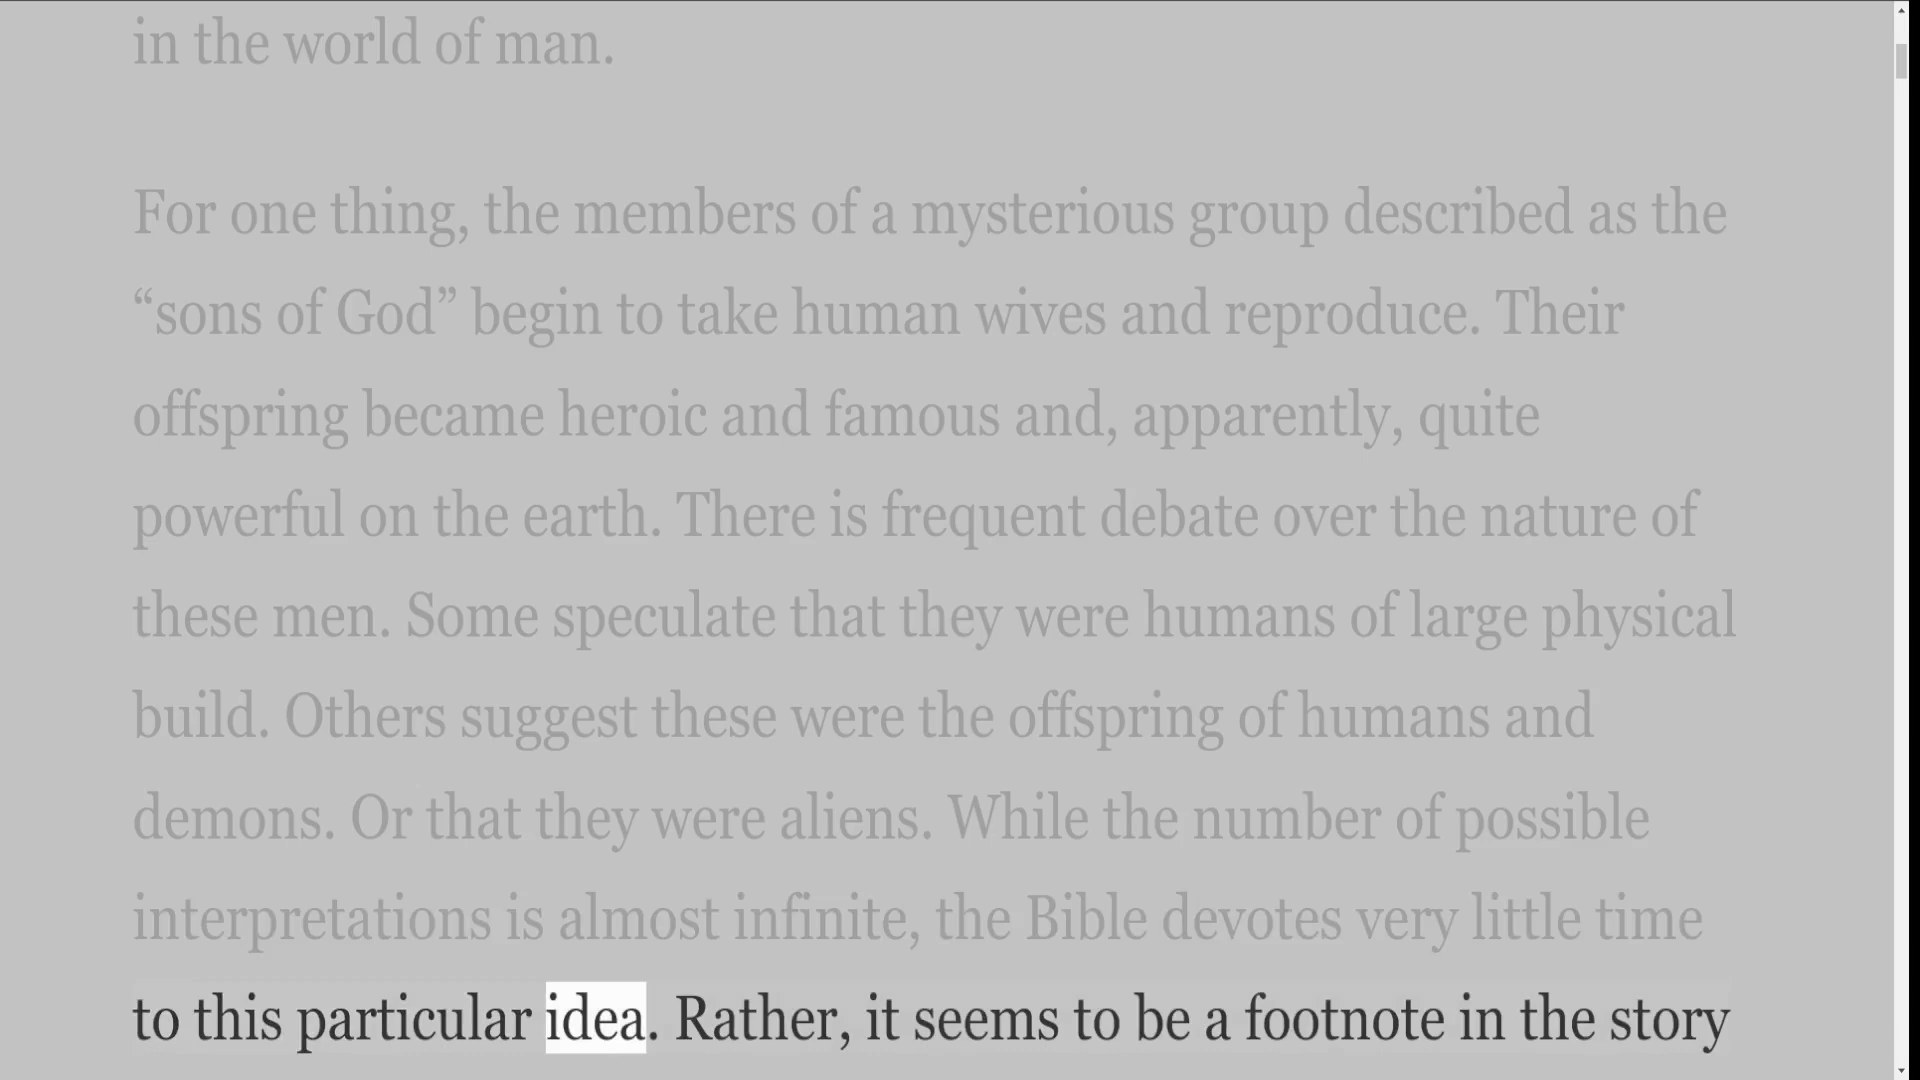 in the world of man.
For one thing, the members of a mysterious group described as the
“sons of God” begin to take human wives and reproduce. Their
offspring became heroic and famous and, apparently, quite
powerful on the earth. There is frequent debate over the nature of
these men. Some speculate that they were humans of large physical
build. Others suggest these were the offspring of humans and
demons. Or that they were aliens. While the number of possible
interpretations is almost infinite, the Bible devotes very little time
to this particular idea. Rather, it seems to be a footnote in the story